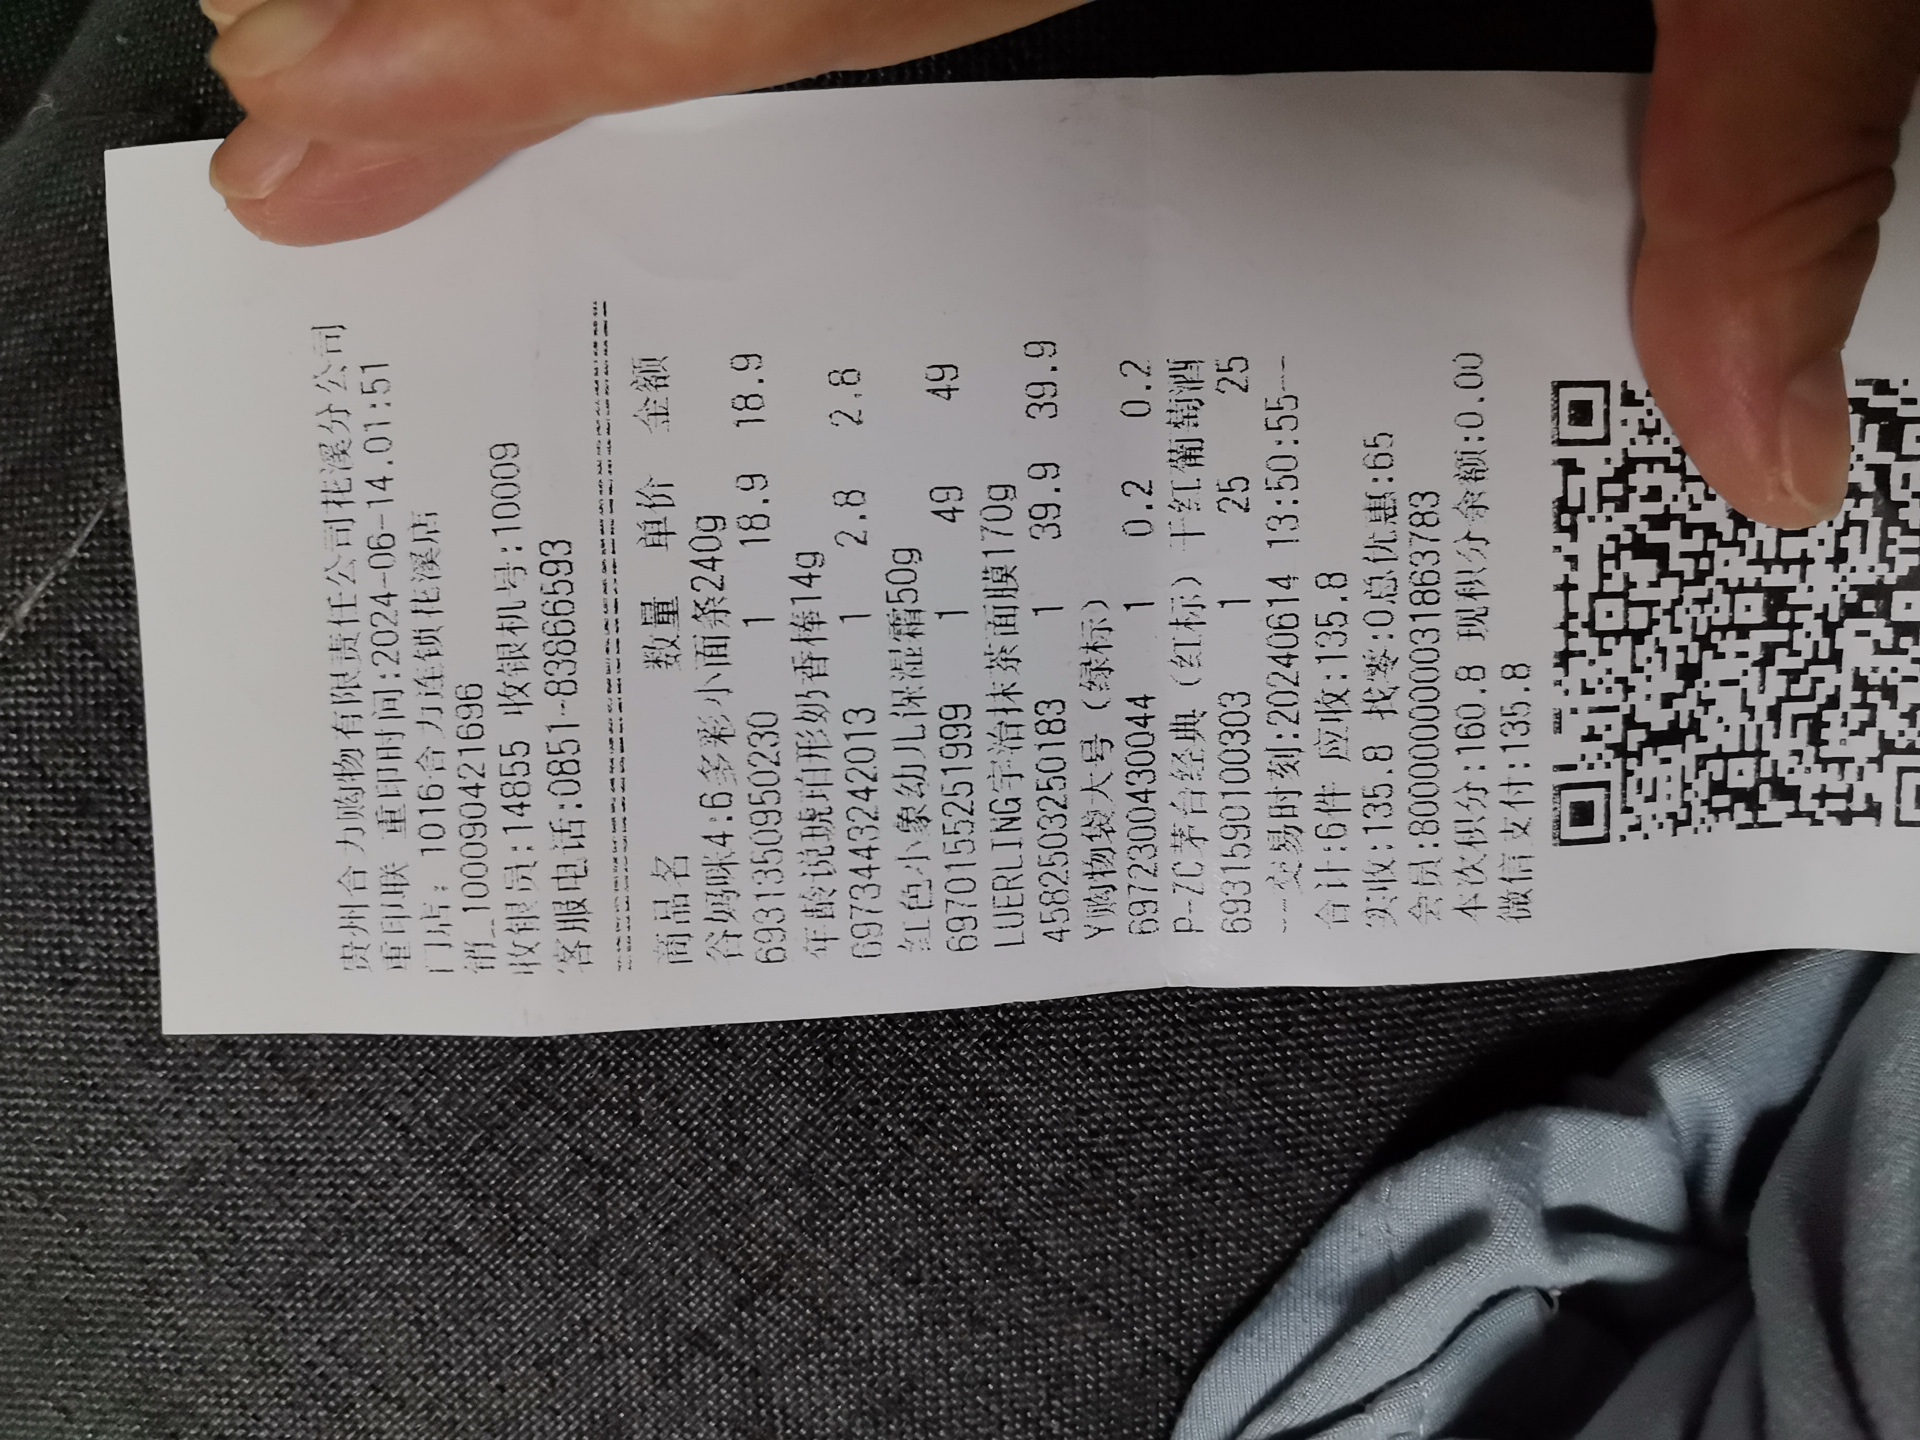 贵州合力购物有限责任公司花溪分公司
重印联 重印时间:2024-06-14.01:51
门店: 1016合力连锁花溪店
销_100090421696
收银员:14855 收银机号:10009
客服电话:0851-83866593
商品名 数量 单价 金额
谷妈咪4:6多彩小面条240g
6931350950230 1 18.9 18.9
年龄说琥珀形奶香棒14g
6973443242013 1 2.8 2.8
红色小象幼儿保湿霜50g
6970155251999 1 49 49
LUERLING宇治抹茶面膜170g
4582503250183 1 39.9 39.9
Y购物袋大号（绿标）
6972300430044 1 0.2 0.2
P-ZC茅台经典（红标）干红葡萄酒
6931590100303 1 25 25
---交易时刻:20240614 13:50:55---
合计:6件 应收:135.8
实收:135.8 找零:0总优惠:65
会员:8000000003186​3783
本次积分:160.8 现积分余额:0.00
微信支付:135.8